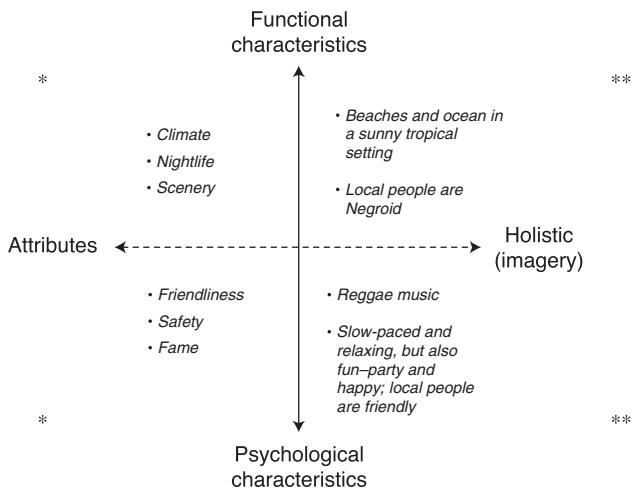 Functional
characteristics
*
**
• Climate
• Nightlife
• Scenery
• Beaches and ocean in
a sunny tropical
setting
• Local people are
Negroid
Attributes
Holistic
(imagery)
• Friendliness
• Safety
• Fame
• Reggae music
• Slow-paced and
relaxing, but also
fun–party and
happy; local people
are friendly
*
**
Psychological
characteristics